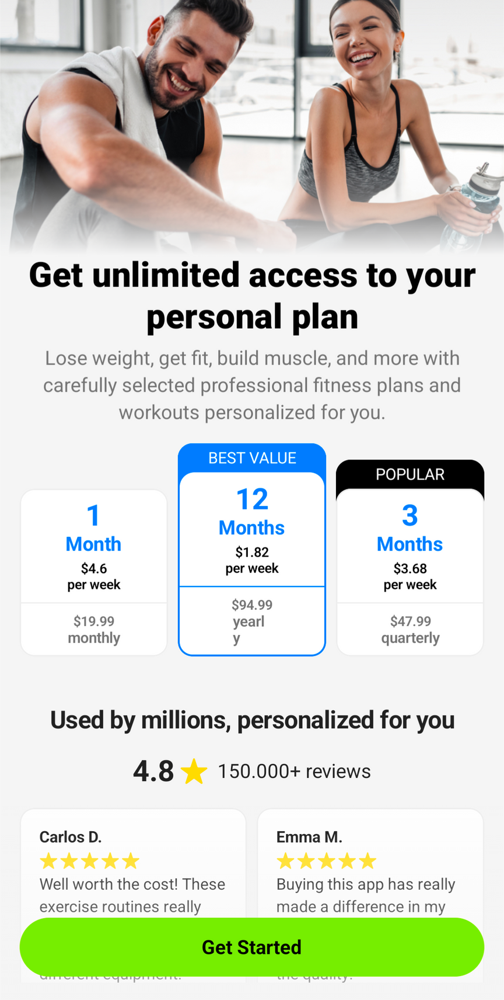 Get unlimited access to your
personal plan
Lose weight, get fit, build muscle, and more with
carefully selected professional fitness plans and
workouts personalized for you.
1
Month
$4.6
per week
$19.99
monthly
BEST VALUE
12
Months
$1.82
per week
$94.99
yearl
y
POPULAR
3
Months
$3.68
per week
$47.99
quarterly
Used by millions, personalized for you
4.8
150.000+ reviews
Carlos D.
Well worth the cost! These
exercise routines really
different equipment.
Emma M.
Buying this app has really
made a difference in my
the quality.
Get Started